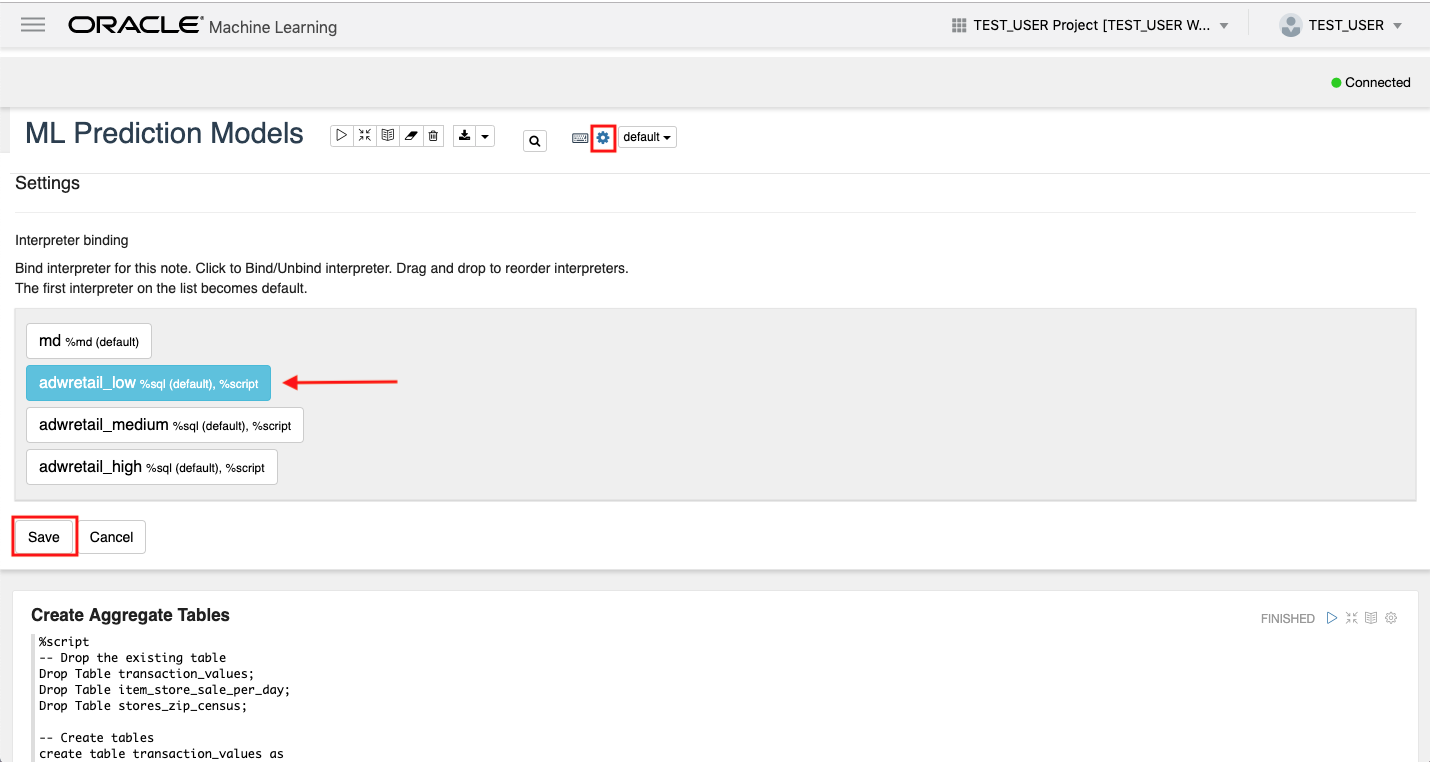 ORACLE Machine Learning
TEST_USER Project [TEST_USER W...
TEST_USER
Connected
ML Prediction Models
default
Settings
Interpreter binding
Bind interpreter for this note. Click to Bind/Unbind interpreter. Drag and drop to reorder interpreters.
The first interpreter on the list becomes default.
md %md (default)
adwretail_low %sql (default), %script
adwretail_medium %sql (default), %script
adwretail_high %sql (default), %script
Save Cancel
Create Aggregate Tables
FINISHED
%script
-- Drop the existing table
Drop Table transaction_values;
Drop Table item_store_sale_per_day;
Drop Table stores_zip_census;
-- Create tables
create table transaction_values as